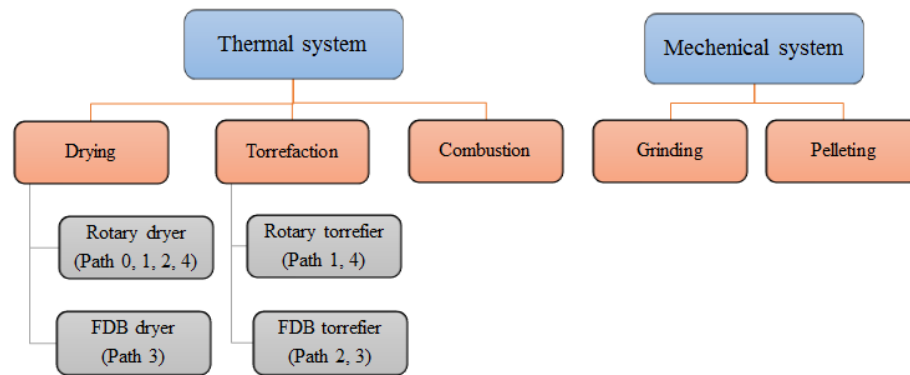 Thermal system
Mechenical system
Drying
Torrefaction
Combustion
Grinding
Pelleting
Rotary dryer
(Path 0, 1, 2, 4)
Rotary torrefier
(Path 1, 4)
FDB dryer
(Path 3)
FDB torrefier
(Path 2, 3)